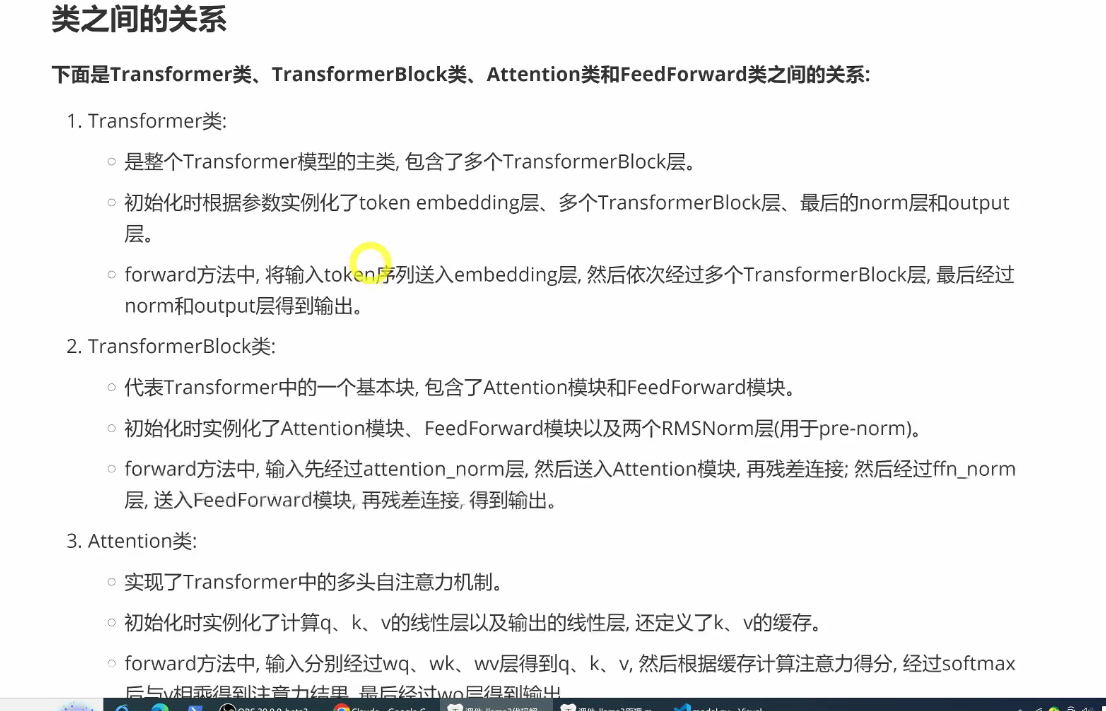 类之间的关系
下面是Transformer类、TransformerBlock类、Attention类和FeedForward类之间的关系:
1. Transformer类:
是整个Transformer模型的主类, 包含了多个TransformerBlock层。
初始化时根据参数实例化了token embedding层、多个TransformerBlock层、最后的norm层和output
层。
forward方法中, 将输入token序列送入embedding层, 然后依次经过多个TransformerBlock层, 最后经过
norm和output层得到输出。
2. TransformerBlock类:
代表Transformer中的一个基本块, 包含了Attention模块和FeedForward模块。
初始化时实例化了Attention模块、FeedForward模块以及两个RMSNorm层(用于pre-norm)。
forward方法中, 输入先经过attention_norm层, 然后送入Attention模块, 再残差连接; 然后经过ffn_norm
层, 送入FeedForward模块, 再残差连接, 得到输出。
3. Attention类:
实现了Transformer中的多头自注意力机制。
初始化时实例化了计算q、k、v的线性层以及输出的线性层, 还定义了k、v的缓存。
forward方法中, 输入分别经过wq、wk、wv层得到q、k、v, 然后根据缓存计算注意力得分, 经过softmax
后与v相乘得到注意力结果, 最后经过wo层得到输出